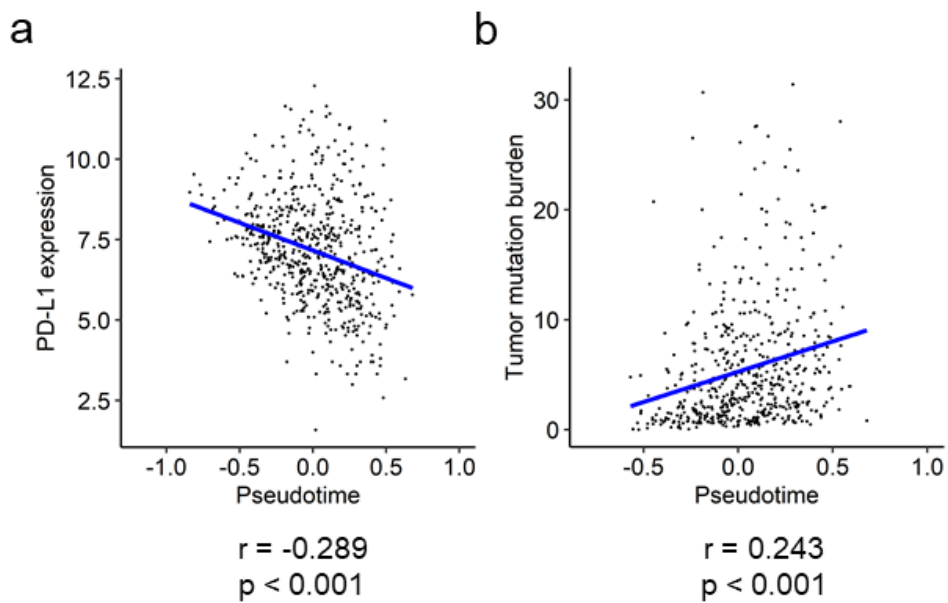 a
PD-L1 expression
12.5
10.0
7.5
5.0
2.5
-1.0 -0.5 0.0 0.5 1.0
Pseudotime
r = -0.289
p < 0.001
b
Tumor mutation burden
30
20
10
0
-0.5 0.0 0.5 1.0
Pseudotime
r = 0.243
p < 0.001